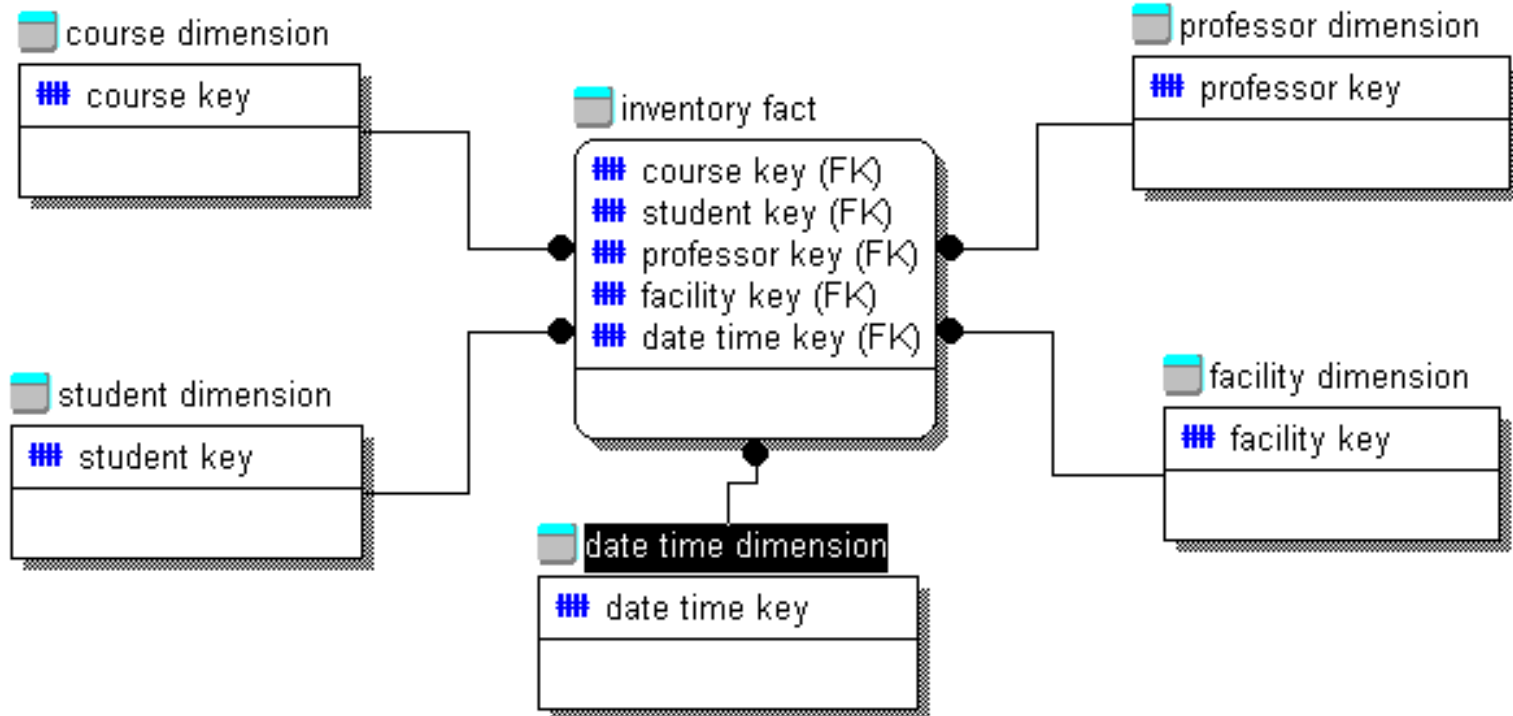 course dimension
course key
professor dimension
professor key
inventory fact
course key (FK)
student key (FK)
professor key (FK)
facility key (FK)
date time key (FK)
student dimension
student key
facility dimension
facility key
date time dimension
date time key